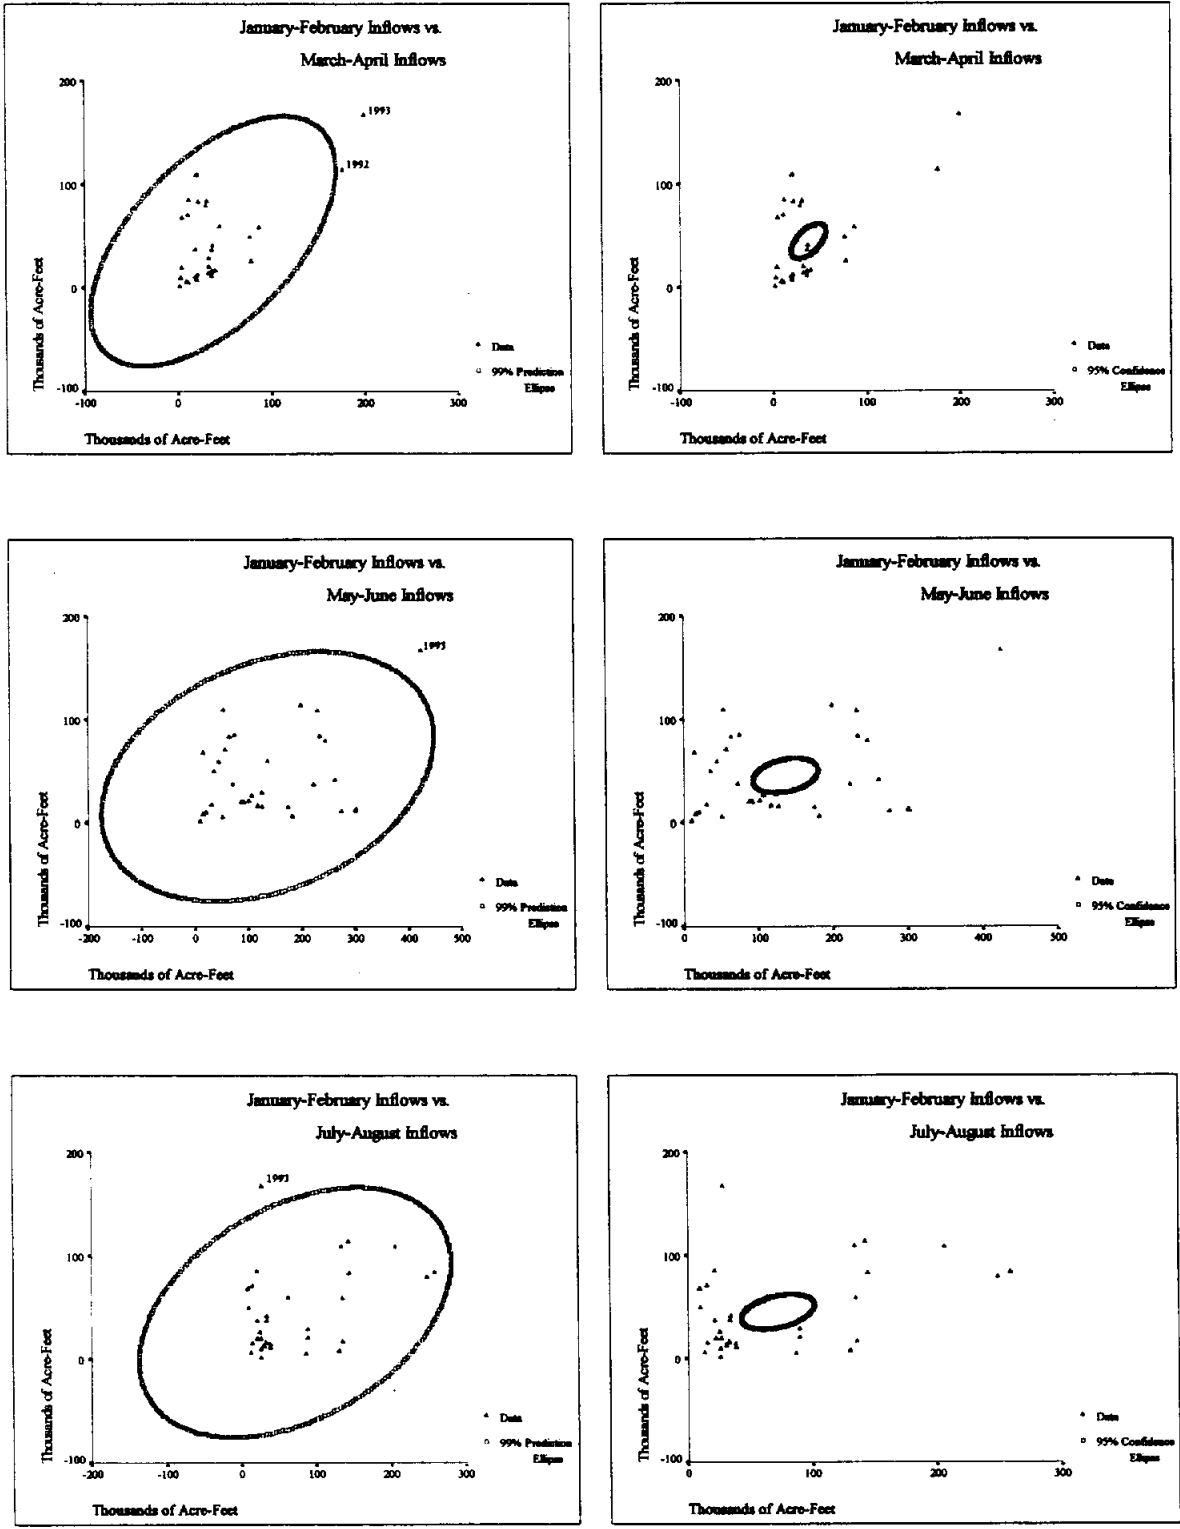 January-February Inflows vs.
March-April Inflows
200
100
0
-100
-100
0
100
200
300
Thousands of Acre-Feet
Thousands of Acre-Feet
1993
1992
Data
99% Prediction
Ellipse
January-February Inflows vs.
March-April Inflows
200
100
0
-100
-100
0
100
200
300
Thousands of Acre-Feet
Thousands of Acre-Feet
Data
95% Confidence
Ellipse
January-February Inflows vs.
May-June Inflows
200
100
0
-100
-200
-100
0
100
200
300
400
500
Thousands of Acre-Feet
Thousands of Acre-Feet
Data
99% Prediction
Ellipse
January-February Inflows vs.
May-June Inflows
200
100
0
-100
0
100
200
300
400
500
Thousands of Acre-Feet
Thousands of Acre-Feet
Data
95% Confidence
Ellipse
January-February Inflows vs.
July-August Inflows
200
100
0
-100
-200
-100
0
100
200
300
Thousands of Acre-Feet
Thousands of Acre-Feet
1993
Data
99% Prediction
Ellipse
January-February Inflows vs.
July-August Inflows
200
100
0
-100
0
100
200
300
Thousands of Acre-Feet
Thousands of Acre-Feet
Data
95% Confidence
Ellipse